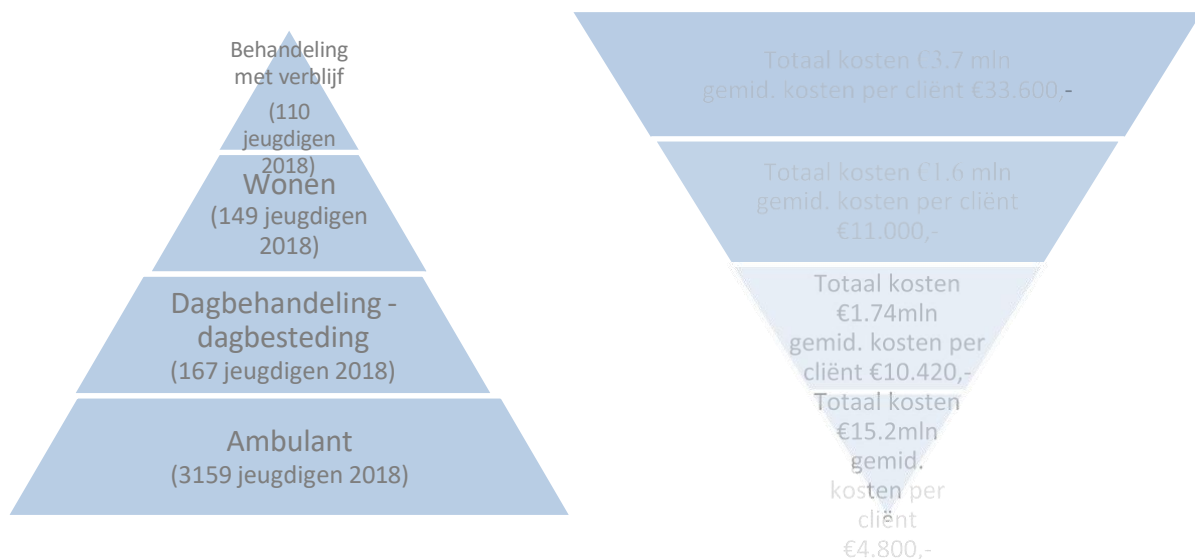 Behandeling
met verblijf
(110
jeugdigen
2018)
Wonen
(149 jeugdigen
2018)
Dagbehandeling -
dagbesteding
(167 jeugdigen 2018)
Ambulant
(3159 jeugdigen 2018)
Totaal kosten €3.7 mln
gemid. kosten per cliënt €33.600,-
Totaal kosten €1.6 mln
gemid. kosten per cliënt
€11.000,-
Totaal kosten
€1.74mln
gemid. kosten per
cliënt €10.420,-
Totaal kosten
€15.2mln
gemid.
kosten per
cliënt
€4.800,-